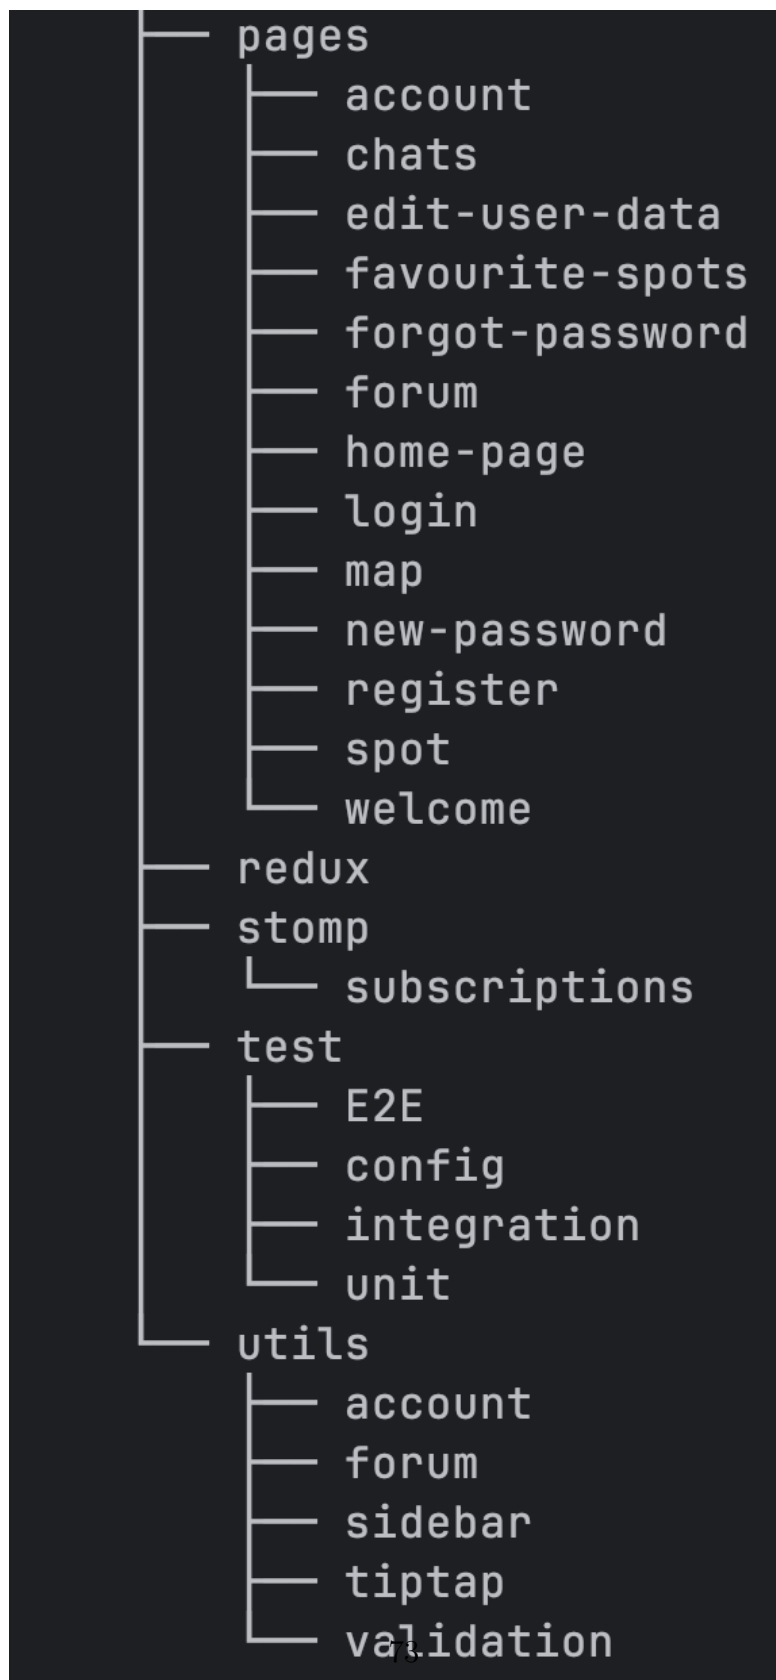 pages
account
chats
edit-user-data
favourite-spots
forgot-password
forum
home-page
login
map
new-password
register
spot
welcome
redux
stomp
subscriptions
test
E2E
config
integration
unit
utils
account
forum
sidebar
tiptap
validation
73